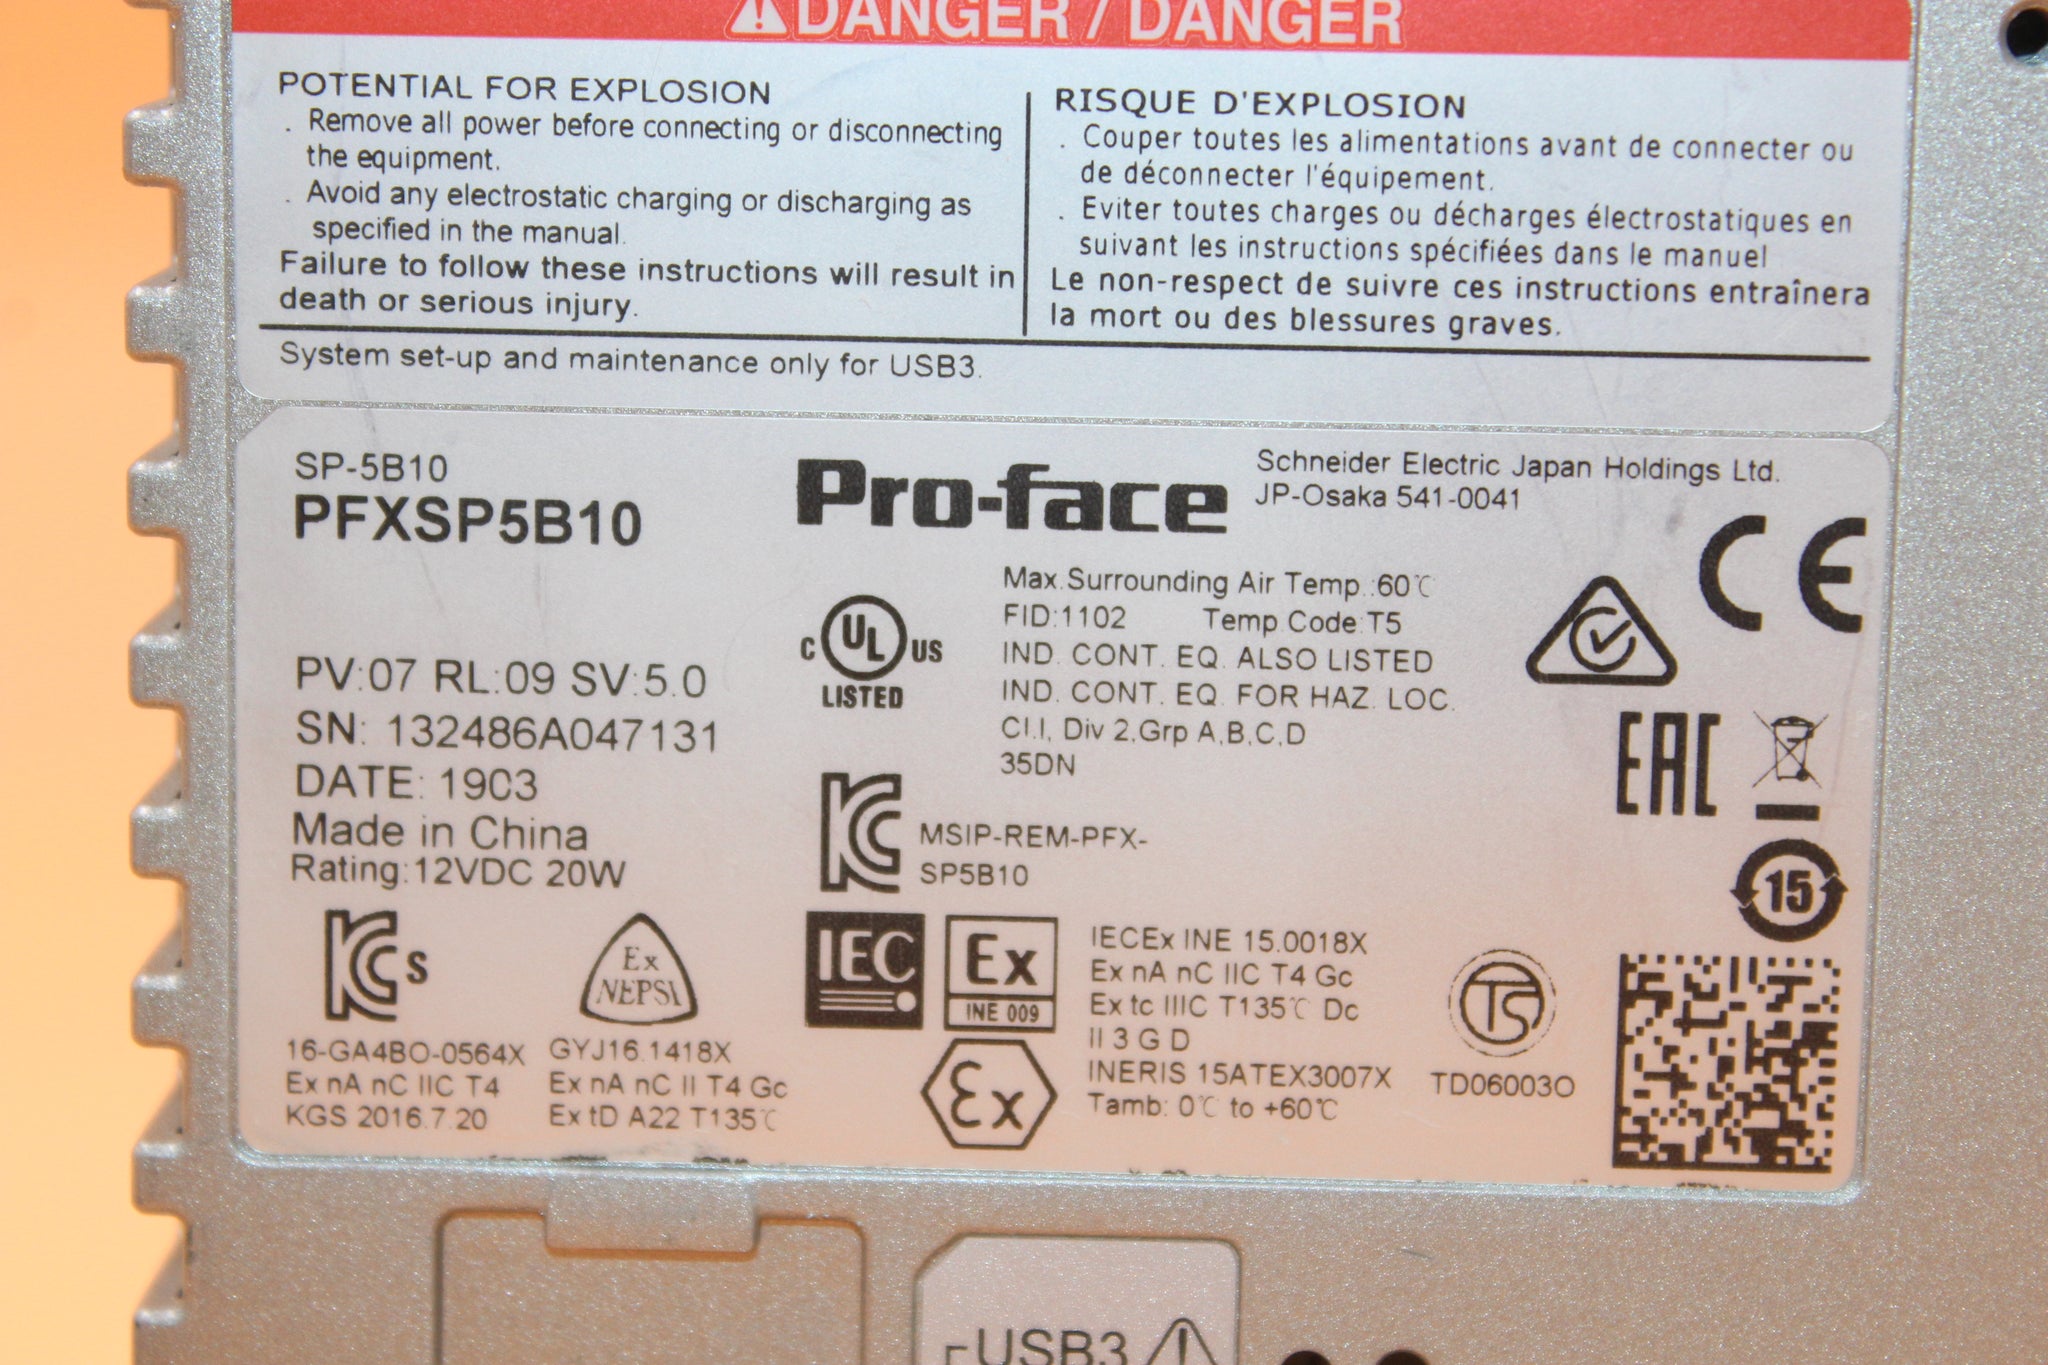 DANGER / DANGER
POTENTIAL FOR EXPLOSION
. Remove all power before connecting or disconnecting
the equipment.
. Avoid any electrostatic charging or discharging as
specified in the manual.
Failure to follow these instructions will result in
death or serious injury.
RISQUE D'EXPLOSION
. Couper toutes les alimentations avant de connecter ou
de déconnecter l'équipement.
. Eviter toutes charges ou décharges électrostatiques en
suivant les instructions spécifiées dans le manuel
Le non-respect de suivre ces instructions entraînera
la mort ou des blessures graves.
System set-up and maintenance only for USB3.
SP-5B10
PFXSP5B10
Pro-face
Schneider Electric Japan Holdings Ltd.
JP-Osaka 541-0041
CE
PV:07 RL:09 SV:5.0
SN: 132486A047131
DATE: 1903
Made in China
Rating:12VDC 20W
C UL US
LISTED
Max.Surrounding Air Temp.:60℃
FID:1102 Temp.Code:T5
IND. CONT. EQ. ALSO LISTED
IND. CONT. EQ. FOR HAZ. LOC.
Cl.I, Div 2,Grp A,B,C,D
35DN
EAC
KC
MSIP-REM-PFX-
SP5B10
15
KCs
16-GA4BO-0564X
Ex nA nC IIC T4
KGS 2016.7.20
Ex
NEPSI
GYJ16.1418X
Ex nA nC II T4 Gc
Ex tD A22 T135℃
IEC
Ex
INE 009
Ex
IECEx INE 15.0018X
Ex nA nC IIC T4 Gc
Ex tc IIIC T135℃ Dc
II 3 G D
INERIS 15ATEX3007X
Tamb: 0℃ to +60℃
TS
TD06003O
USB3